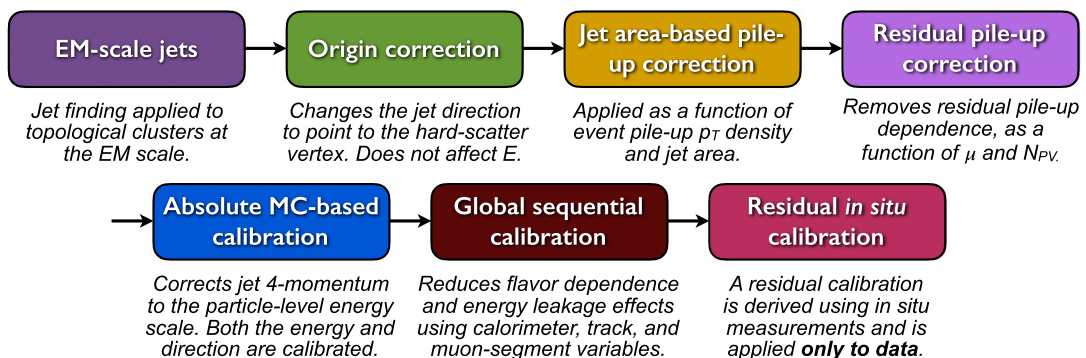 EM-scale jets
Jet finding applied to
topological clusters at
the EM scale.
Origin correction
Changes the jet direction
to point to the hard-scatter
vertex. Does not affect E.
Jet area-based pile-
up correction
Applied as a function of
event pile-up pT density
and jet area.
Residual pile-up
correction
Removes residual pile-up
dependence, as a
function of μ and NPV.
Absolute MC-based
calibration
Corrects jet 4-momentum
to the particle-level energy
scale. Both the energy and
direction are calibrated.
Global sequential
calibration
Reduces flavor dependence
and energy leakage effects
using calorimeter, track, and
muon-segment variables.
Residual in situ
calibration
A residual calibration
is derived using in situ
measurements and is
applied only to data.